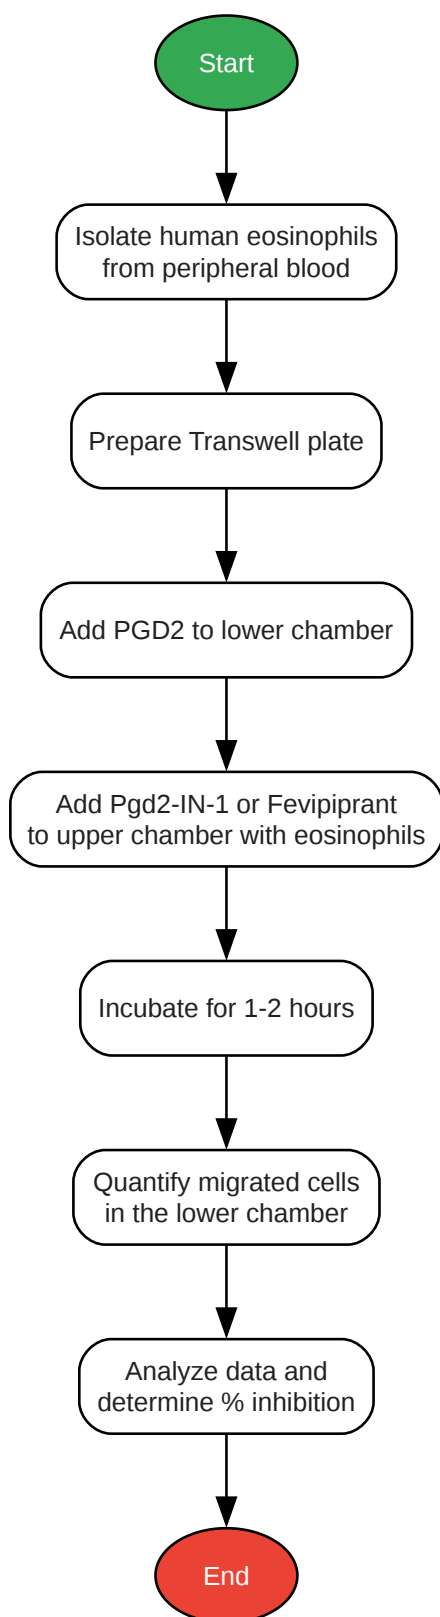 Start
Isolate human eosinophils
from peripheral blood
Prepare Transwell plate
Add PGD2 to lower chamber
Add Pgd2-IN-1 or Fevipiprant
to upper chamber with eosinophils
Incubate for 1-2 hours
Quantify migrated cells
in the lower chamber
Analyze data and
determine % inhibition
End